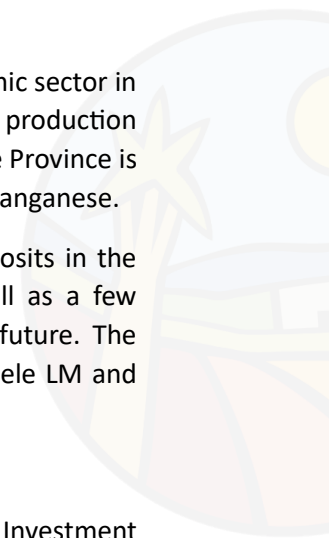 nic sector in
production
e Province is
anganese.
osits in the
ll as a few
future. The
ele LM and
Investment